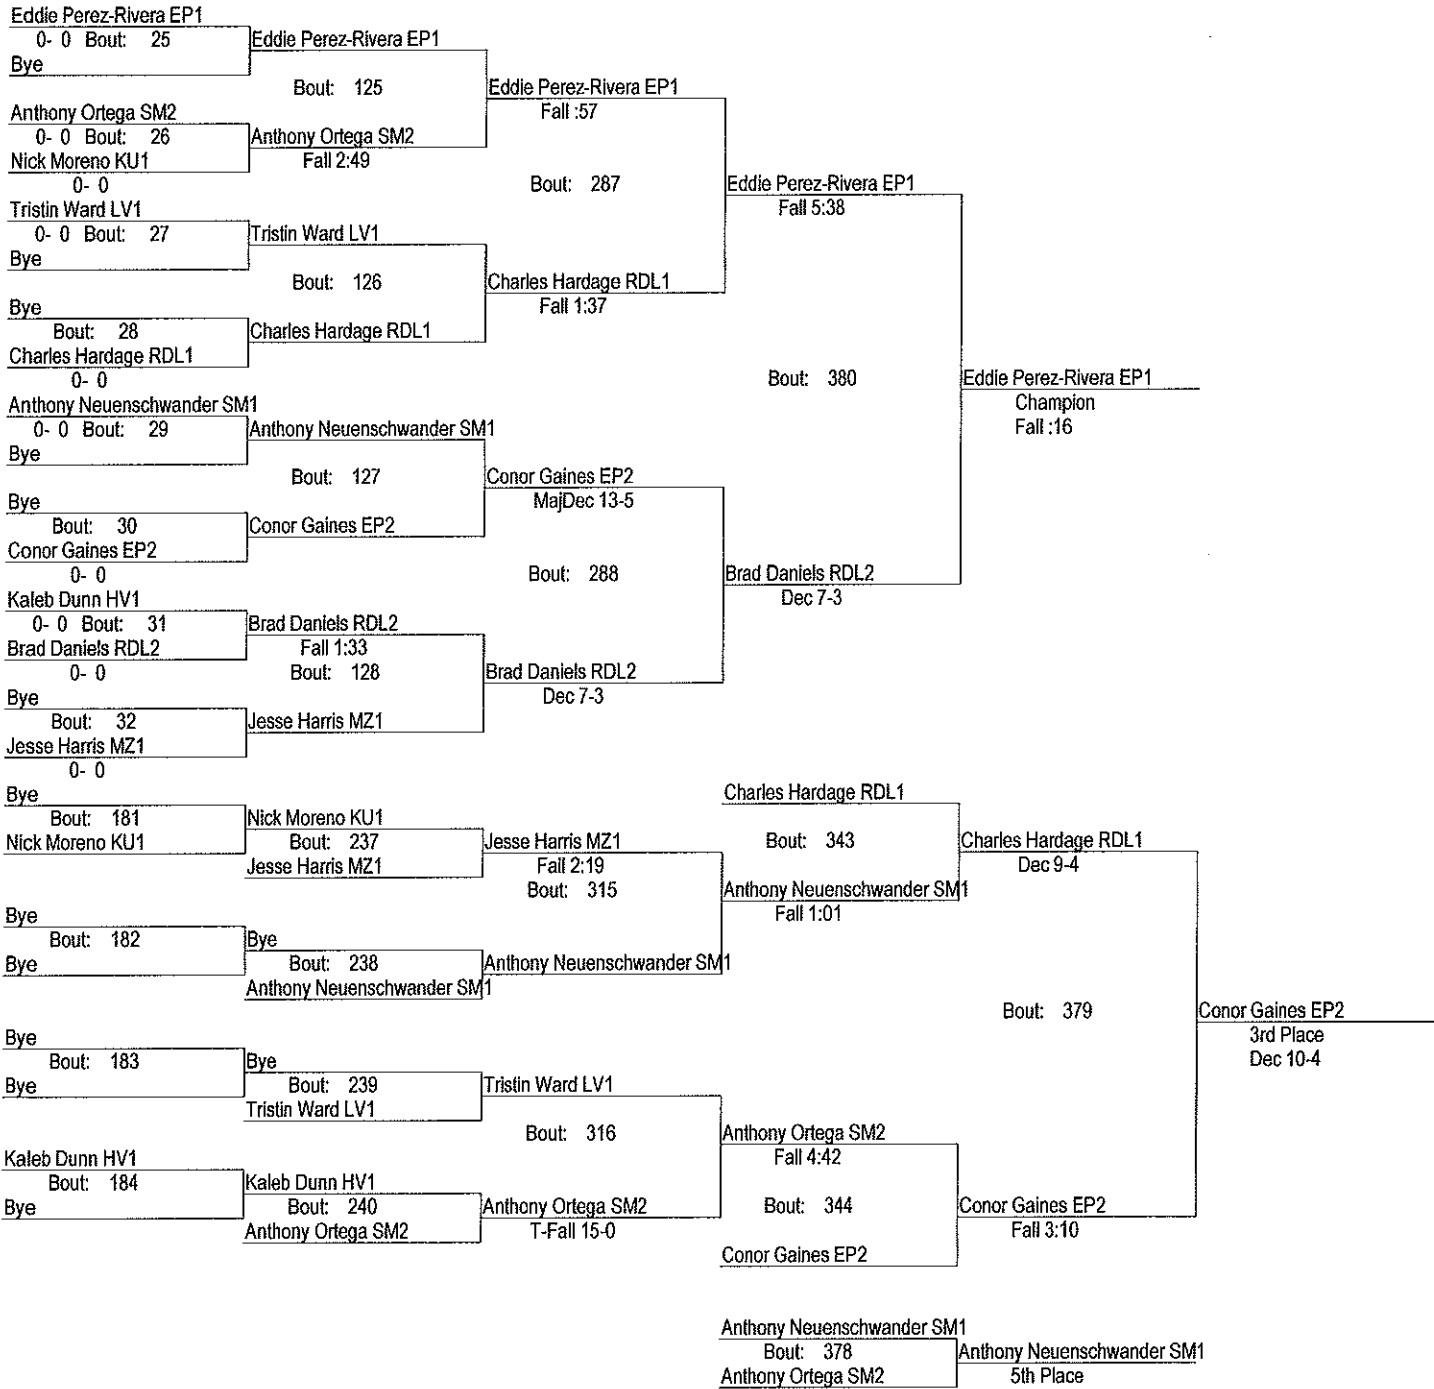 Eddie Perez-Rivera EP1
0- 0 Bout: 25
Eddie Perez-Rivera EP1
Bye
Bout: 125
Eddie Perez-Rivera EP1
Fall :57
Anthony Ortega SM2
0- 0 Bout: 26
Anthony Ortega SM2
Nick Moreno KU1
Fall 2:49
0- 0
Bout: 287
Eddie Perez-Rivera EP1
Fall 5:38
Tristin Ward LV1
0- 0 Bout: 27
Tristin Ward LV1
Bye
Bout: 126
Charles Hardage RDL1
Fall 1:37
Bye
Bout: 28
Charles Hardage RDL1
Charles Hardage RDL1
0- 0
Bout: 380
Eddie Perez-Rivera EP1
Champion
Fall :16
Anthony Neuenschwander SM1
0- 0 Bout: 29
Anthony Neuenschwander SM1
Bye
Bout: 127
Conor Gaines EP2
MajDec 13-5
Bye
Bout: 30
Conor Gaines EP2
Conor Gaines EP2
0- 0
Bout: 288
Brad Daniels RDL2
Dec 7-3
Kaleb Dunn HV1
0- 0 Bout: 31
Brad Daniels RDL2
Brad Daniels RDL2
Fall 1:33
0- 0
Bout: 128
Brad Daniels RDL2
Dec 7-3
Bye
Bout: 32
Jesse Harris MZ1
Jesse Harris MZ1
0- 0
Bye
Bout: 181
Nick Moreno KU1
Nick Moreno KU1
Bout: 237
Jesse Harris MZ1
Jesse Harris MZ1
Fall 2:19
Bout: 315
Charles Hardage RDL1
Bout: 343
Charles Hardage RDL1
Dec 9-4
Anthony Neuenschwander SM1
Fall 1:01
Bye
Bout: 182
Bye
Bye
Bout: 238
Anthony Neuenschwander SM1
Anthony Neuenschwander SM1
Bout: 379
Conor Gaines EP2
3rd Place
Dec 10-4
Bye
Bout: 183
Bye
Bye
Bout: 239
Tristin Ward LV1
Tristin Ward LV1
Bout: 316
Anthony Ortega SM2
Fall 4:42
Kaleb Dunn HV1
Bout: 184
Bye
Kaleb Dunn HV1
Bout: 240
Anthony Ortega SM2
Anthony Ortega SM2
T-Fall 15-0
Bout: 344
Conor Gaines EP2
Fall 3:10
Conor Gaines EP2
Anthony Neuenschwander SM1
Bout: 378
Anthony Neuenschwander SM1
Anthony Ortega SM2
5th Place